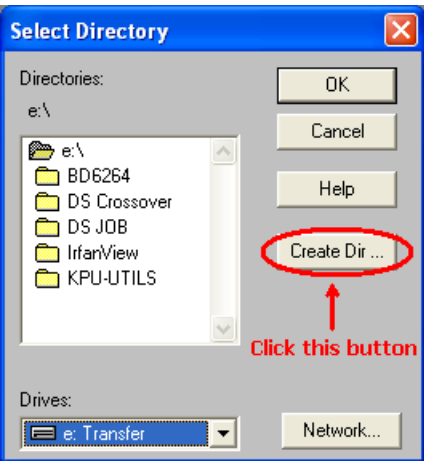 Select Directory
Directories:
e:\
OK
Cancel
e:\
BD6264
DS Crossover
DS JOB
IrfanView
KPU-UTILS
Help
Create Dir ...
Click this button
Drives:
e: Transfer
Network...